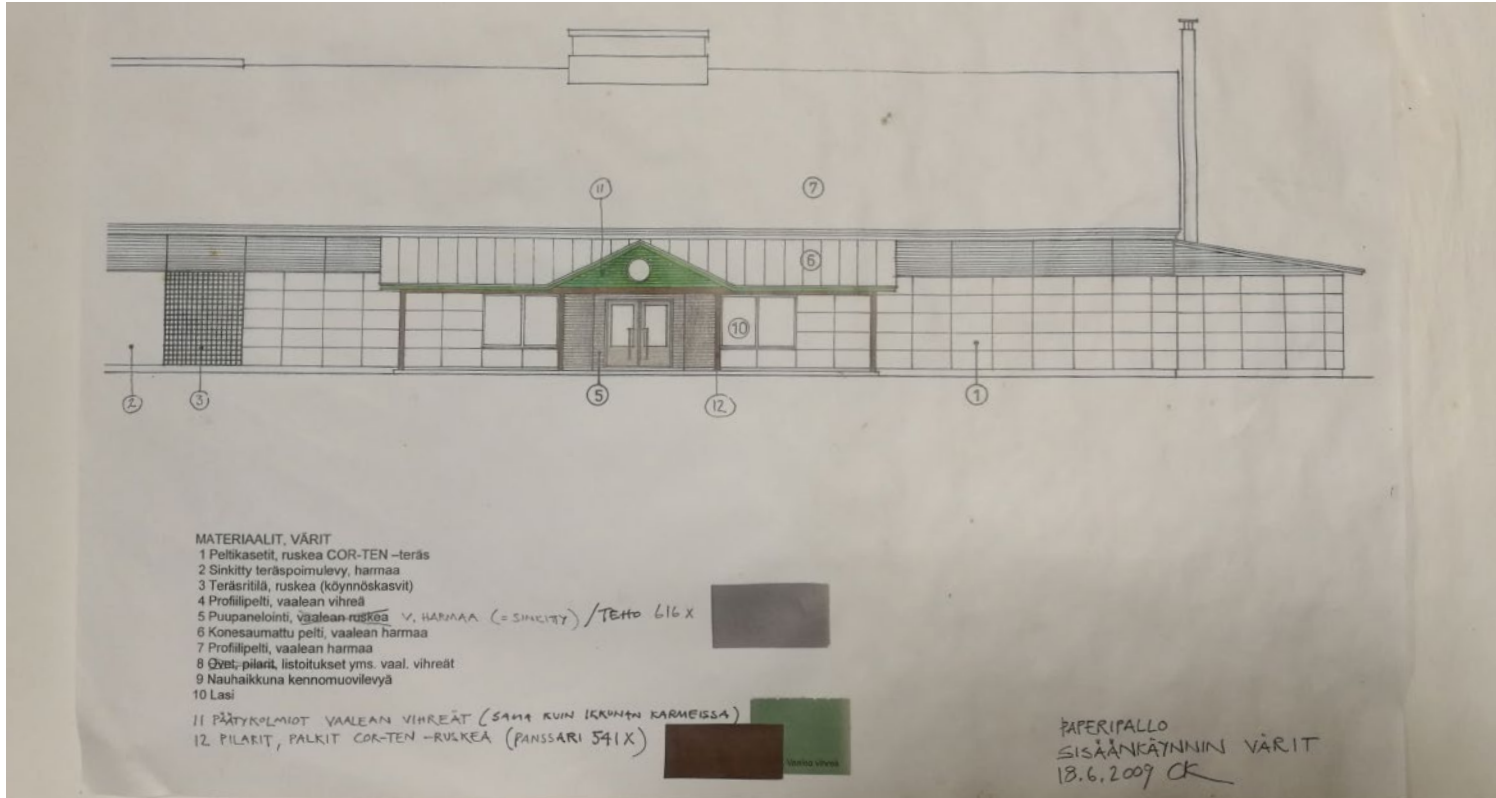 11
7
6
10
2
3
5
12
1
MATERIAALIT, VÄRIT
1 Peltikasetit, ruskea COR-TEN –teräs
2 Sinkitty teräspoimulevy, harmaa
3 Teräsritilä, ruskea (köynnöskasvit)
4 Profiilipelti, vaalean vihreä
5 Puupanelointi, vaalean ruskea V. HARMAA (= SINKITTY) / TEHO 616 X
6 Konesaumattu pelti, vaalean harmaa
7 Profiilipelti, vaalean harmaa
8 Ovet, pilarit, listoitukset yms. vaal. vihreät
9 Nauhaikkuna kennomuovilevyä
10 Lasi
11 PÄÄTYKOLMIOT VAALEAN VIHREÄT (SAMA KUIN IKKUNAN KARMEISSA)
12 PILARIT, PALKIT COR-TEN –RUSKEA (PANSSARI 541X)
Vanha vihreä
PAPERIPALLO
SISÄÄNKÄYNNIN VÄRIT
18.6.2009 CK